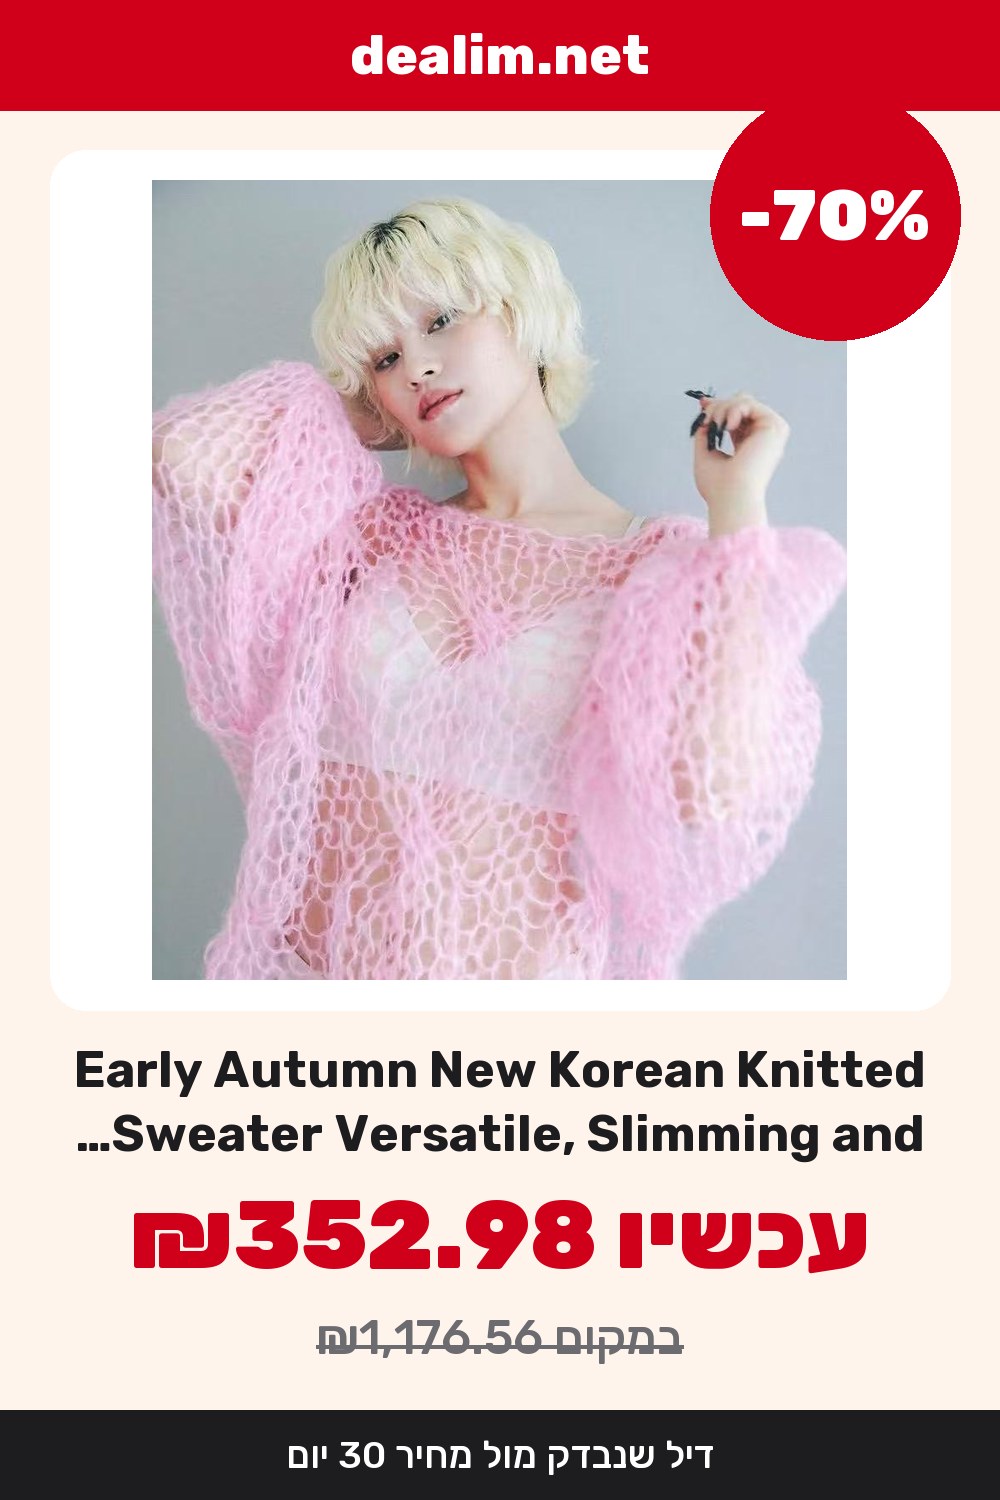 dealim.net
-70%
Early Autumn New Korean Knitted
Sweater Versatile, Slimming and...
עכשיו ₪352.98
במקום ₪1,176.56
דיל שנבדק מול מחיר 30 יום